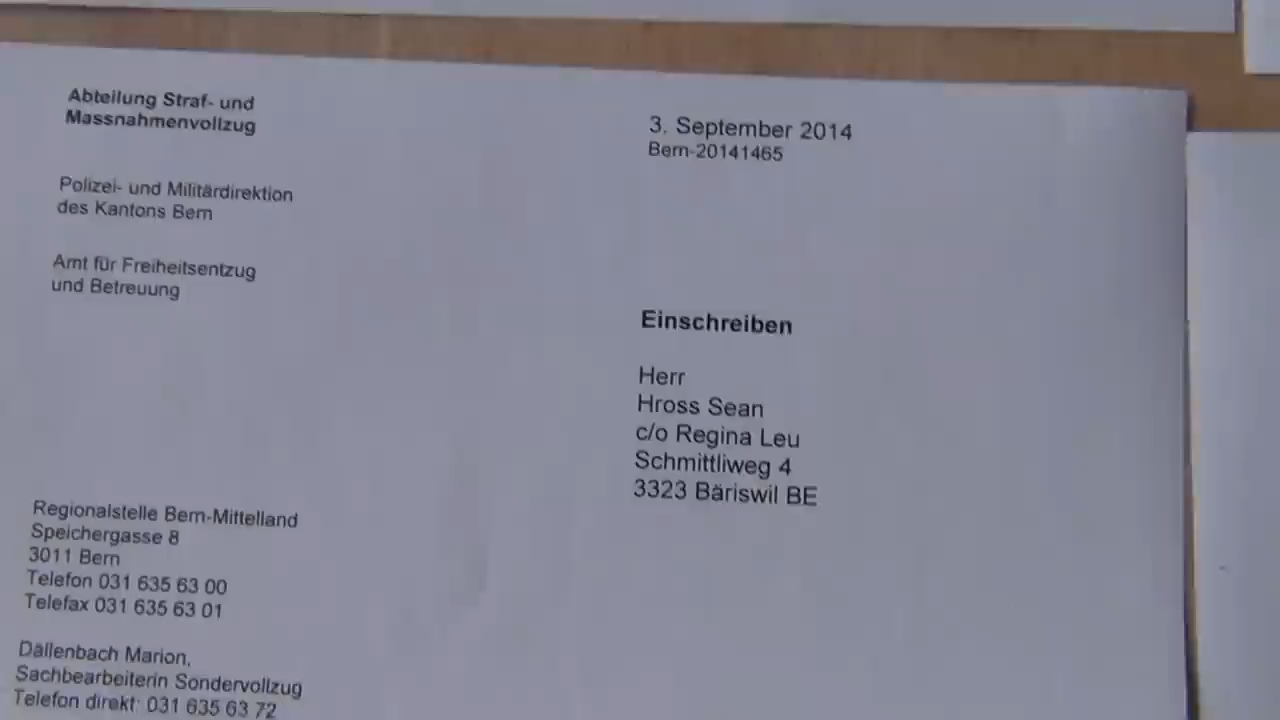 Abteilung Straf- und
Massnahmenvollzug
Polizei- und Militärdirektion
des Kantons Bern
Amt für Freiheitsentzug
und Betreuung
3. September 2014
Bern-20141465
Einschreiben
Herr
Hross Sean
c/o Regina Leu
Schmittliweg 4
3323 Bäriswil BE
Regionalstelle Bern-Mittelland
Speichergasse 8
3011 Bern
Telefon 031 635 63 00
Telefax 031 635 63 01
Dällenbach Marion,
Sachbearbeiterin Sondervollzug
Telefon direkt: 031 635 63 72